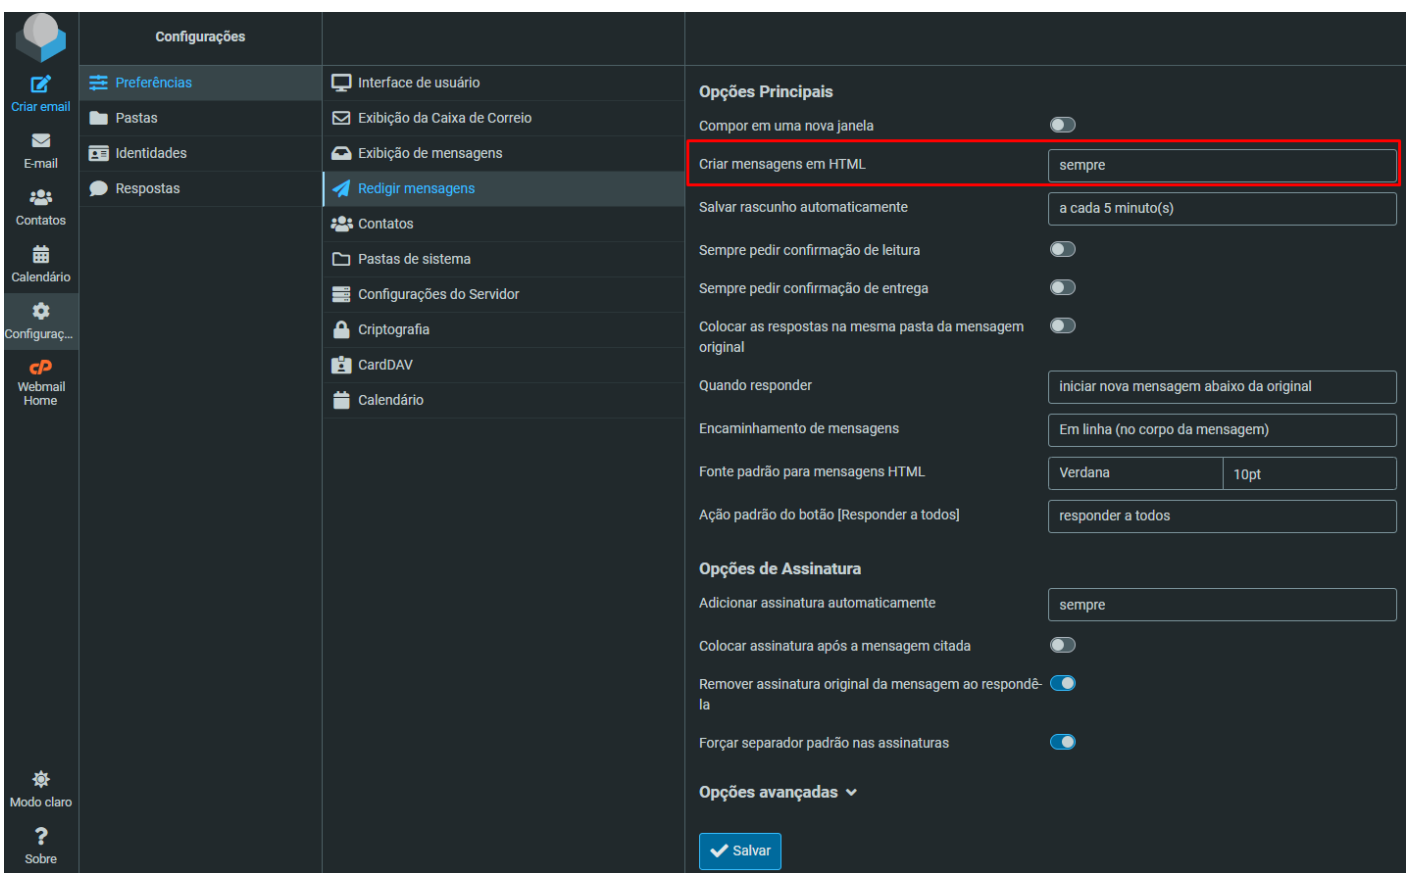 Configurações
Criar email
E-mail
Contatos
Calendário
Configuraç...
cP
Webmail
Home
Modo claro
Sobre
Preferências
Pastas
Identidades
Respostas
Interface de usuário
Exibição da Caixa de Correio
Exibição de mensagens
Redigir mensagens
Contatos
Pastas de sistema
Configurações do Servidor
Criptografia
CardDAV
Calendário
Opções Principais
Compor em uma nova janela
Criar mensagens em HTML sempre
Salvar rascunho automaticamente a cada 5 minuto(s)
Sempre pedir confirmação de leitura
Sempre pedir confirmação de entrega
Colocar as respostas na mesma pasta da mensagem
original
Quando responder iniciar nova mensagem abaixo da original
Encaminhamento de mensagens Em linha (no corpo da mensagem)
Fonte padrão para mensagens HTML Verdana 10pt
Ação padrão do botão [Responder a todos] responder a todos
Opções de Assinatura
Adicionar assinatura automaticamente sempre
Colocar assinatura após a mensagem citada
Remover assinatura original da mensagem ao respondê-
la
Forçar separador padrão nas assinaturas
Opções avançadas
Salvar